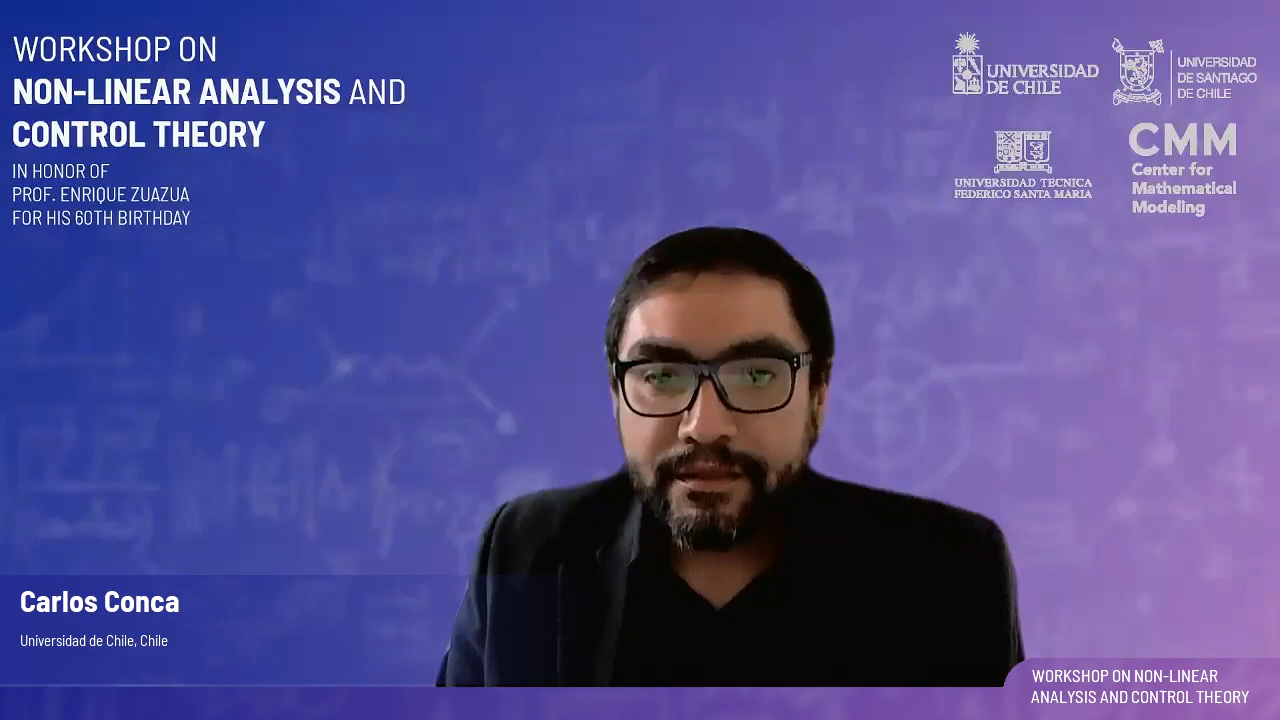 WORKSHOP ON
NON-LINEAR ANALYSIS AND
CONTROL THEORY
IN HONOR OF
PROF. ENRIQUE ZUAZUA
FOR HIS 60TH BIRTHDAY
UNIVERSIDAD
DE CHILE
UNIVERSIDAD
DE SANTIAGO
DE CHILE
UNIVERSIDAD TECNICA
FEDERICO SANTA MARIA
CMM
Center for
Mathematical
Modeling
Carlos Conca
Universidad de Chile, Chile
WORKSHOP ON NON-LINEAR
ANALYSIS AND CONTROL THEORY